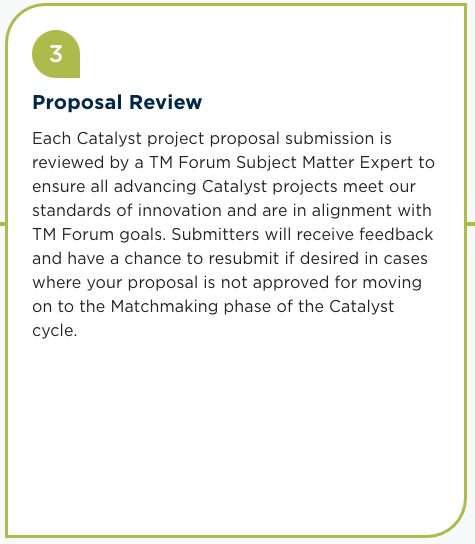 3
Proposal Review
Each Catalyst project proposal submission is
reviewed by a TM Forum Subject Matter Expert to
ensure all advancing Catalyst projects meet our
standards of innovation and are in alignment with
TM Forum goals. Submitters will receive feedback
and have a chance to resubmit if desired in cases
where your proposal is not approved for moving
on to the Matchmaking phase of the Catalyst
cycle.